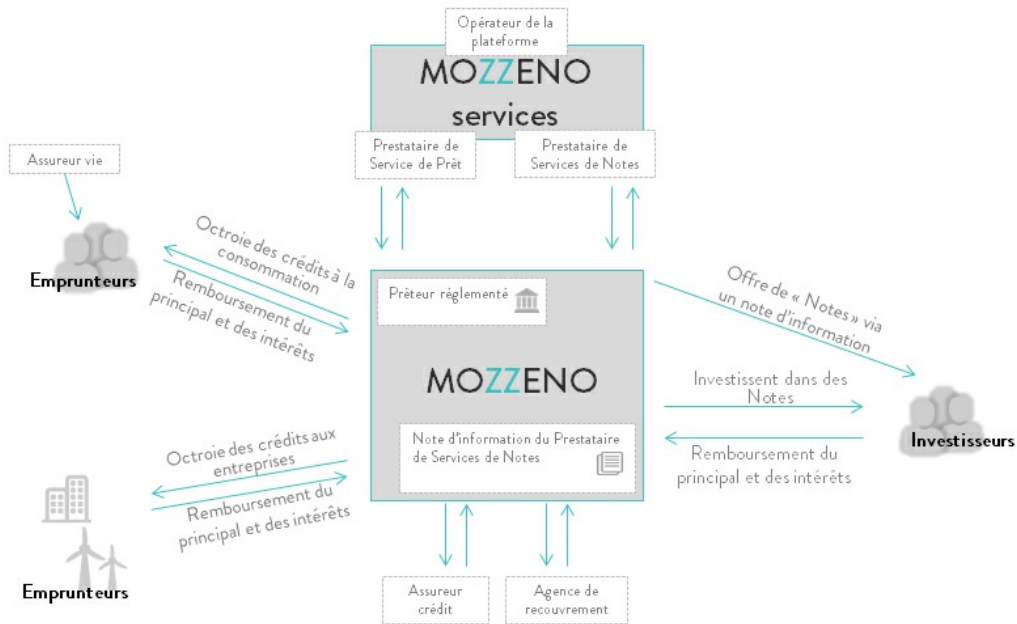 Opérateur de la
plateforme
MOZZENO
services
Prestataire de
Service de Prêt
Prestataire de
Services de Notes
Assureur vie
Emprunteurs
Octroie des crédits à la
consommation
Remboursement du
principal et des intérêts
Prêteur réglementé
MOZZENO
Note d'information du Prestataire
de Services de Notes
Offre de « Notes » via
un note d'information
Investissent dans des
Notes
Remboursement du
principal et des intérêts
Investisseurs
Octroie des crédits aux
entreprises
Remboursement du
principal et des intérêts
Emprunteurs
Assureur
crédit
Agence de
recouvrement